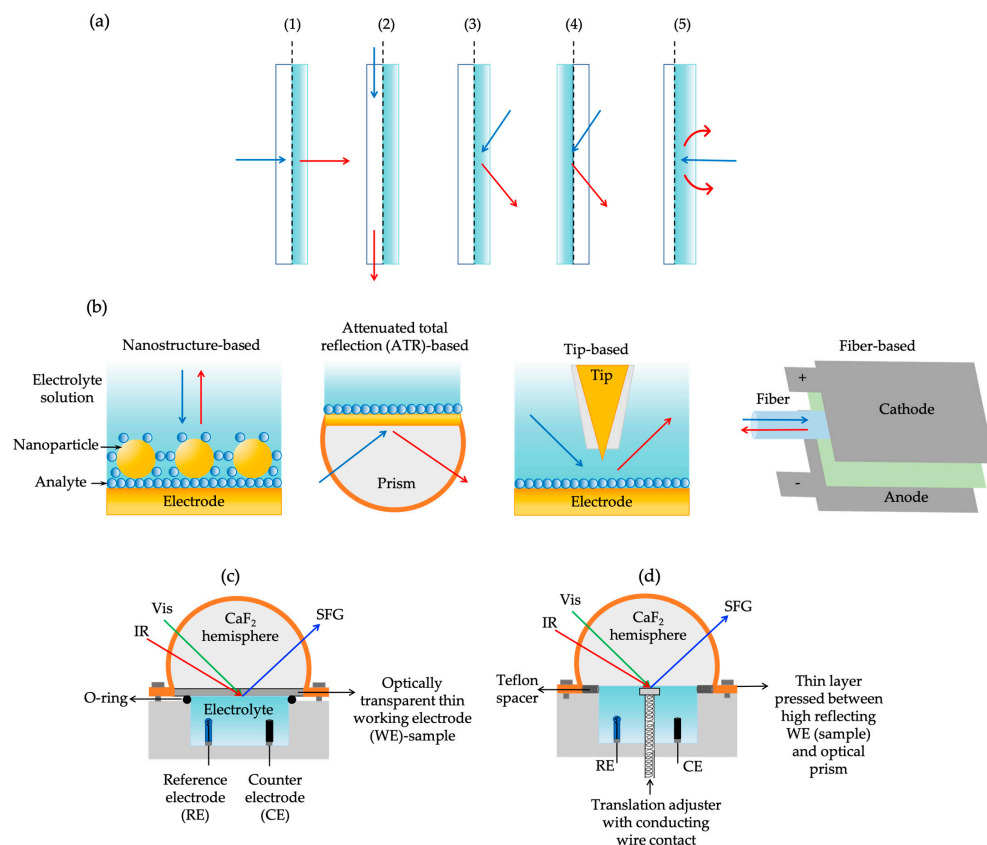 (a)
(1)
(2)
(3)
(4)
(5)
(b)
Nanostructure-based
Electrolyte
solution
Nanoparticle
Analyte
Electrode
Attenuated total
reflection (ATR)-based
Prism
Tip-based
Tip
Electrode
Fiber-based
+
Fiber
Cathode
-
Anode
(c)
Vis
IR
SFG
CaF2
hemisphere
O-ring
Electrolyte
Optically
transparent thin
working electrode
(WE)-sample
Reference
electrode
(RE)
Counter
electrode
(CE)
(d)
Vis
IR
SFG
CaF2
hemisphere
Teflon
spacer
Thin layer
pressed between
high reflecting
WE (sample)
and optical
prism
RE
CE
Translation adjuster
with conducting
wire contact